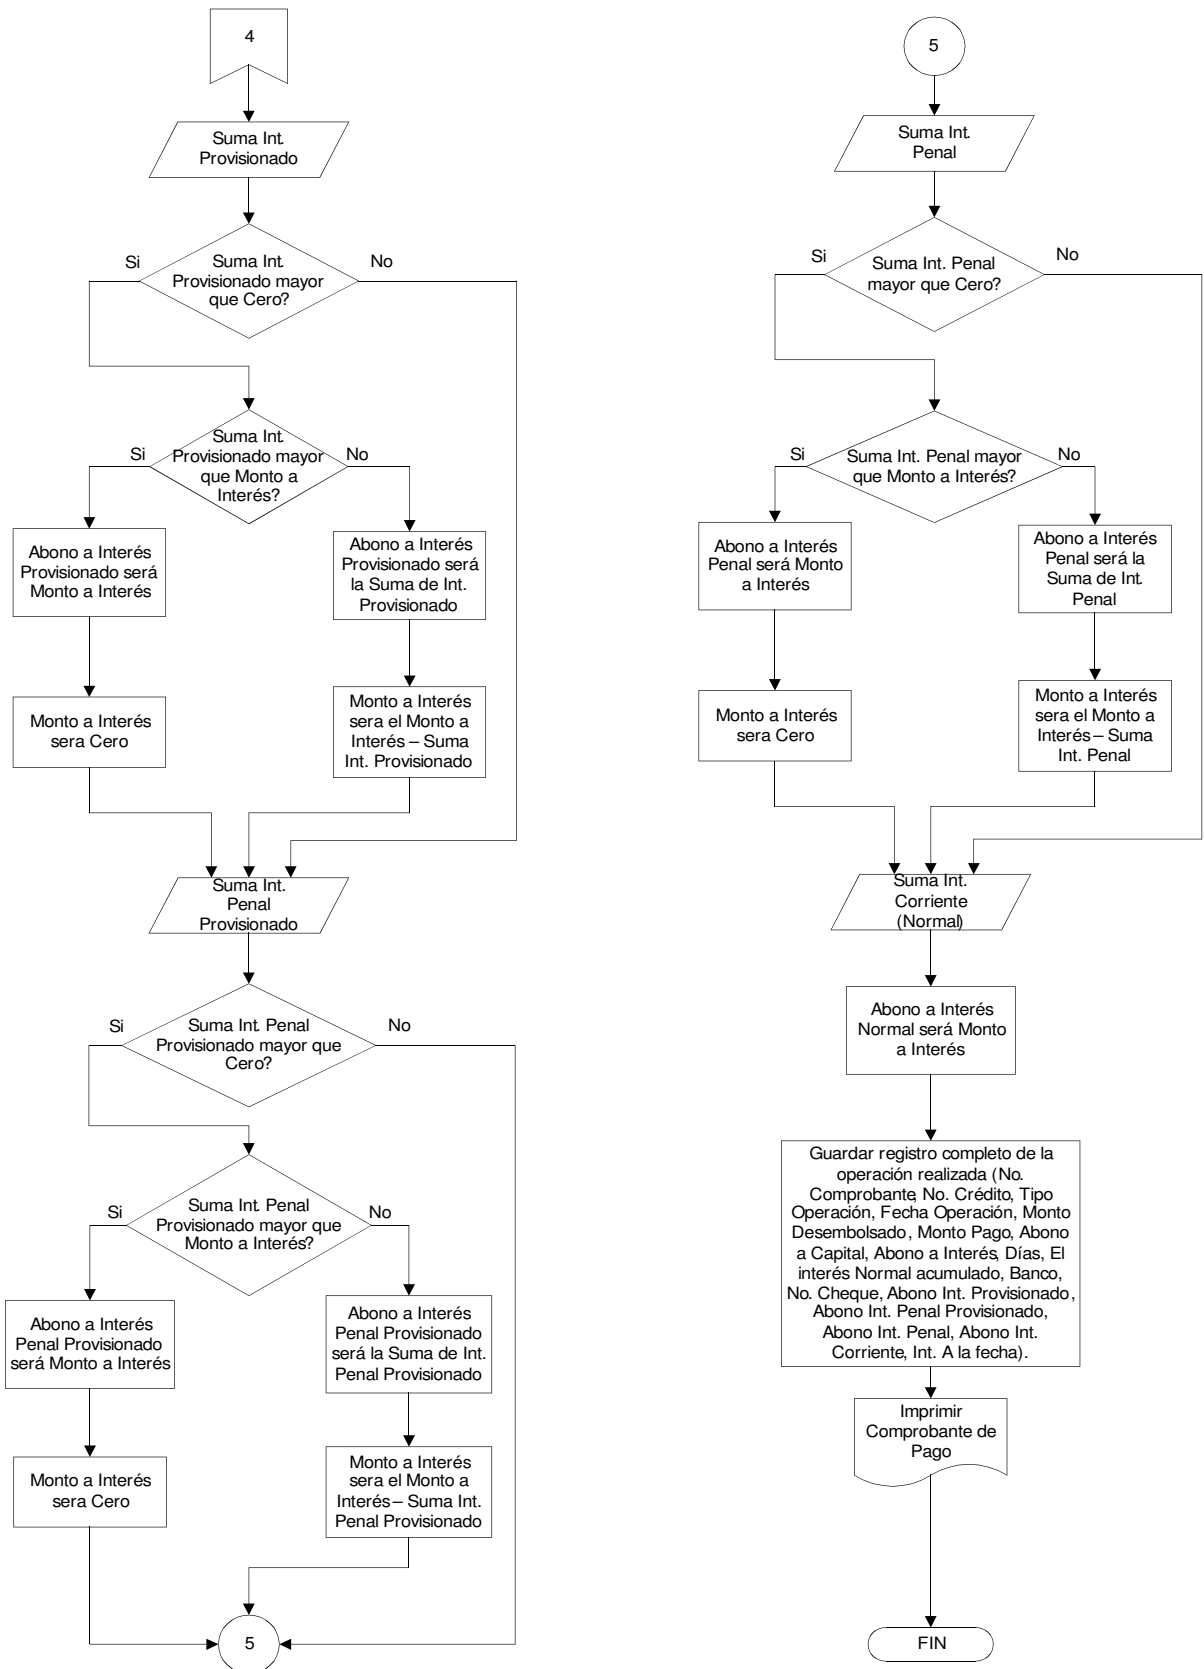 4
Suma Int.
Provisionado
Si
Suma Int.
Provisionado mayor
que Cero?
No
Si
Suma Int.
Provisionado mayor
que Monto a
Interés?
No
Abono a Interés
Provisionado será
Monto a Interés
Abono a Interés
Provisionado será
la Suma de Int.
Provisionado
Monto a Interés
sera Cero
Monto a Interés
sera el Monto a
Interés – Suma
Int. Provisionado
Suma Int.
Penal
Provisionado
Si
Suma Int. Penal
Provisionado mayor que
Cero?
No
Si
Suma Int. Penal
Provisionado mayor que
Monto a Interés?
No
Abono a Interés
Penal Provisionado
será Monto a Interés
Abono a Interés
Penal Provisionado
será la Suma de Int.
Penal Provisionado
Monto a Interés
sera Cero
Monto a Interés
sera el Monto a
Interés – Suma Int.
Penal Provisionado
5
5
Suma Int.
Penal
Si
Suma Int. Penal
mayor que Cero?
No
Si
Suma Int. Penal mayor
que Monto a Interés?
No
Abono a Interés
Penal será Monto
a Interés
Abono a Interés
Penal será la
Suma de Int.
Penal
Monto a Interés
sera Cero
Monto a Interés
sera el Monto a
Interés – Suma
Int. Penal
Suma Int.
Corriente
(Normal)
Abono a Interés
Normal será Monto
a Interés
Guardar registro completo de la
operación realizada (No.
Comprobante, No. Crédito, Tipo
Operación, Fecha Operación, Monto
Desembolsado, Monto Pago, Abono
a Capital, Abono a Interés, Días, El
interés Normal acumulado, Banco,
No. Cheque, Abono Int. Provisionado,
Abono Int. Penal Provisionado,
Abono Int. Penal, Abono Int.
Corriente, Int. A la fecha).
Imprimir
Comprobante de
Pago
FIN